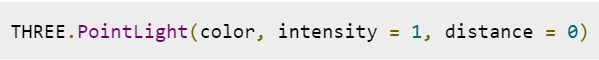 THREE.PointLight(color, intensity = 1, distance = 0)